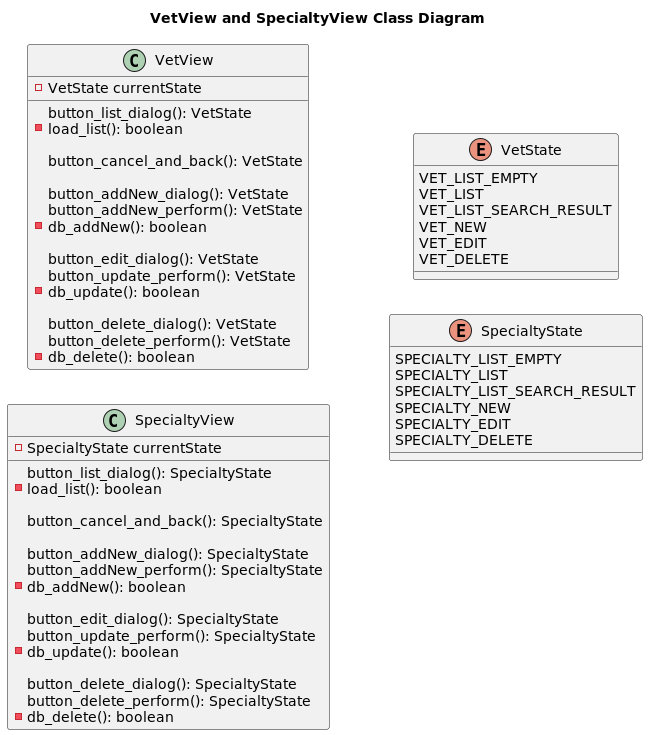 VetView and SpecialtyView Class Diagram
C VetView
VetState currentState
button_list_dialog(): VetState
load_list(): boolean
button_cancel_and_back(): VetState
button_addNew_dialog(): VetState
button_addNew_perform(): VetState
db_addNew(): boolean
button_edit_dialog(): VetState
button_update_perform(): VetState
db_update(): boolean
button_delete_dialog(): VetState
button_delete_perform(): VetState
db_delete(): boolean
E VetState
VET_LIST_EMPTY
VET_LIST
VET_LIST_SEARCH_RESULT
VET_NEW
VET_EDIT
VET_DELETE
E SpecialtyState
SPECIALTY_LIST_EMPTY
SPECIALTY_LIST
SPECIALTY_LIST_SEARCH_RESULT
SPECIALTY_NEW
SPECIALTY_EDIT
SPECIALTY_DELETE
C SpecialtyView
SpecialtyState currentState
button_list_dialog(): SpecialtyState
load_list(): boolean
button_cancel_and_back(): SpecialtyState
button_addNew_dialog(): SpecialtyState
button_addNew_perform(): SpecialtyState
db_addNew(): boolean
button_edit_dialog(): SpecialtyState
button_update_perform(): SpecialtyState
db_update(): boolean
button_delete_dialog(): SpecialtyState
button_delete_perform(): SpecialtyState
db_delete(): boolean